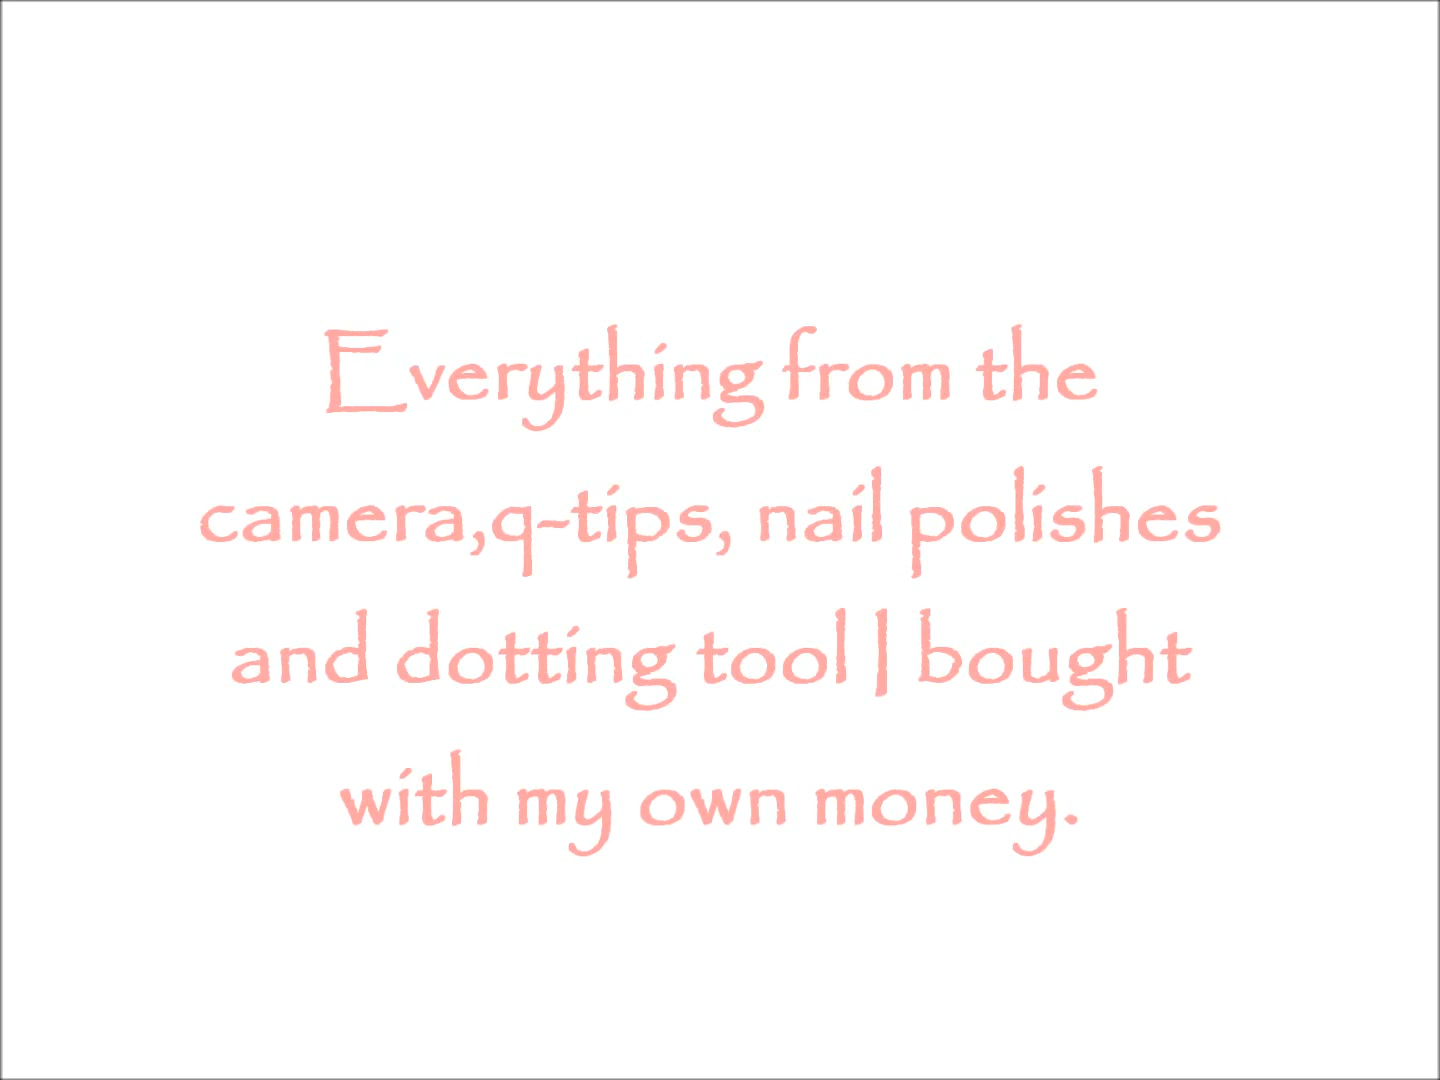 Everything from the
camera,q-tips, nail polishes
and dotting tool I bought
with my own money.